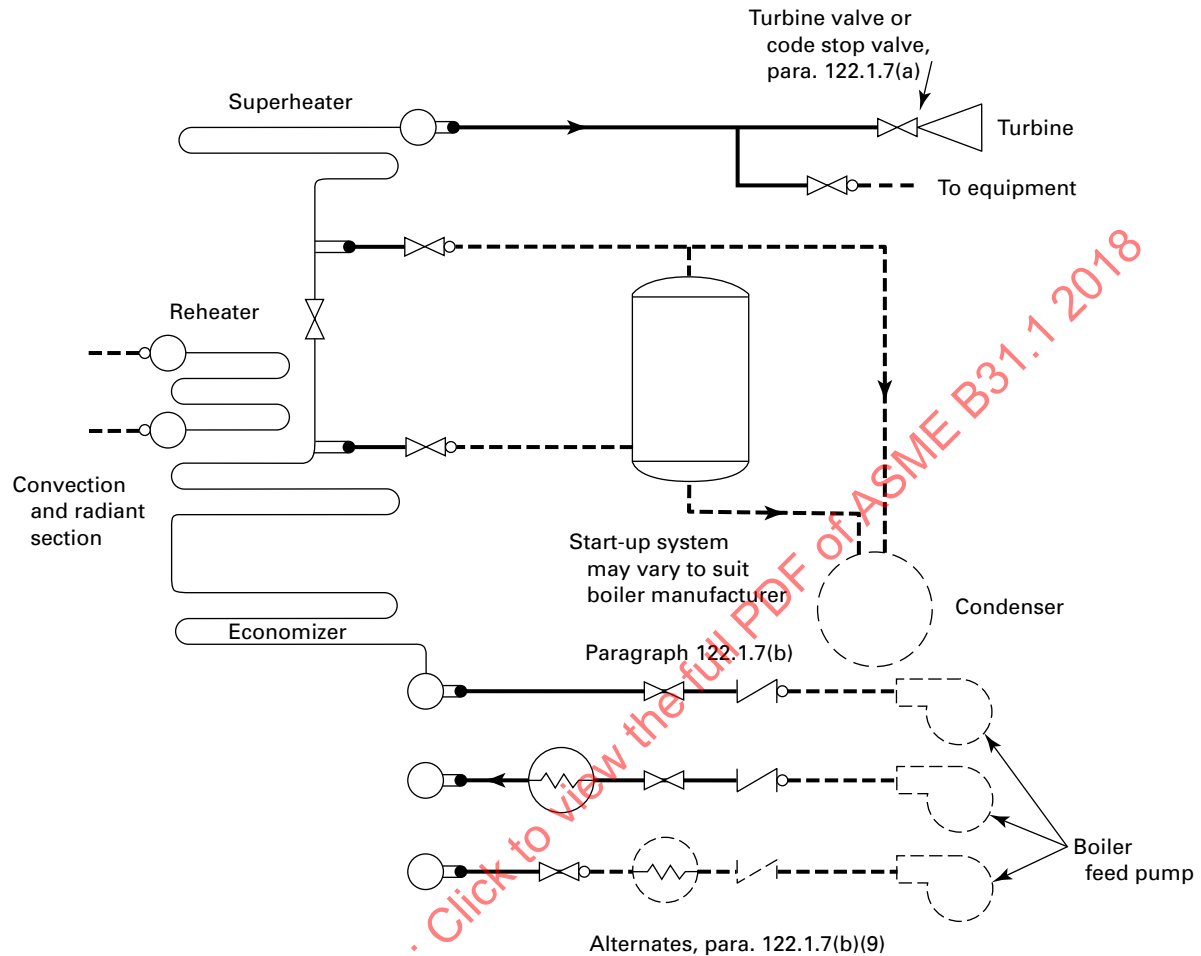 Turbine valve or
code stop valve,
para. 122.1.7(a)
Superheater
Turbine
To equipment
Reheater
Convection
and radiant
section
Start-up system
may vary to suit
boiler manufacturer
Condenser
Economizer
Paragraph 122.1.7(b)
Boiler
feed pump
Alternates, para. 122.1.7(b)(9)
: Click to view the full PDF of ASME B31.1 2018